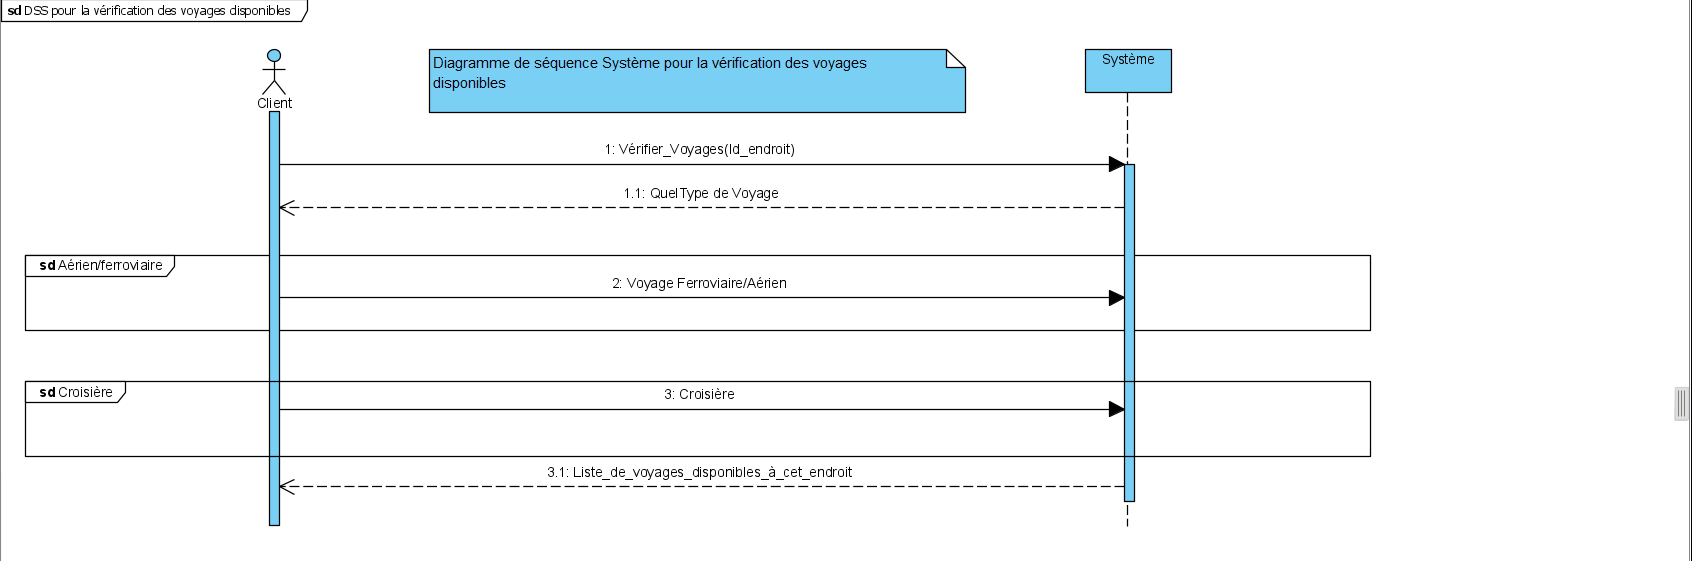 sd DSS pour la vérification des voyages disponibles
Diagramme de séquence Système pour la vérification des voyages
disponibles
Système
Client
1: Vérifier_Voyages(Id_endroit)
1.1: QuelType de Voyage
sd Aérien/ferroviaire
2: Voyage Ferroviaire/Aérien
sd Croisière
3: Croisière
3.1: Liste_de_voyages_disponibles_à_cet_endroit